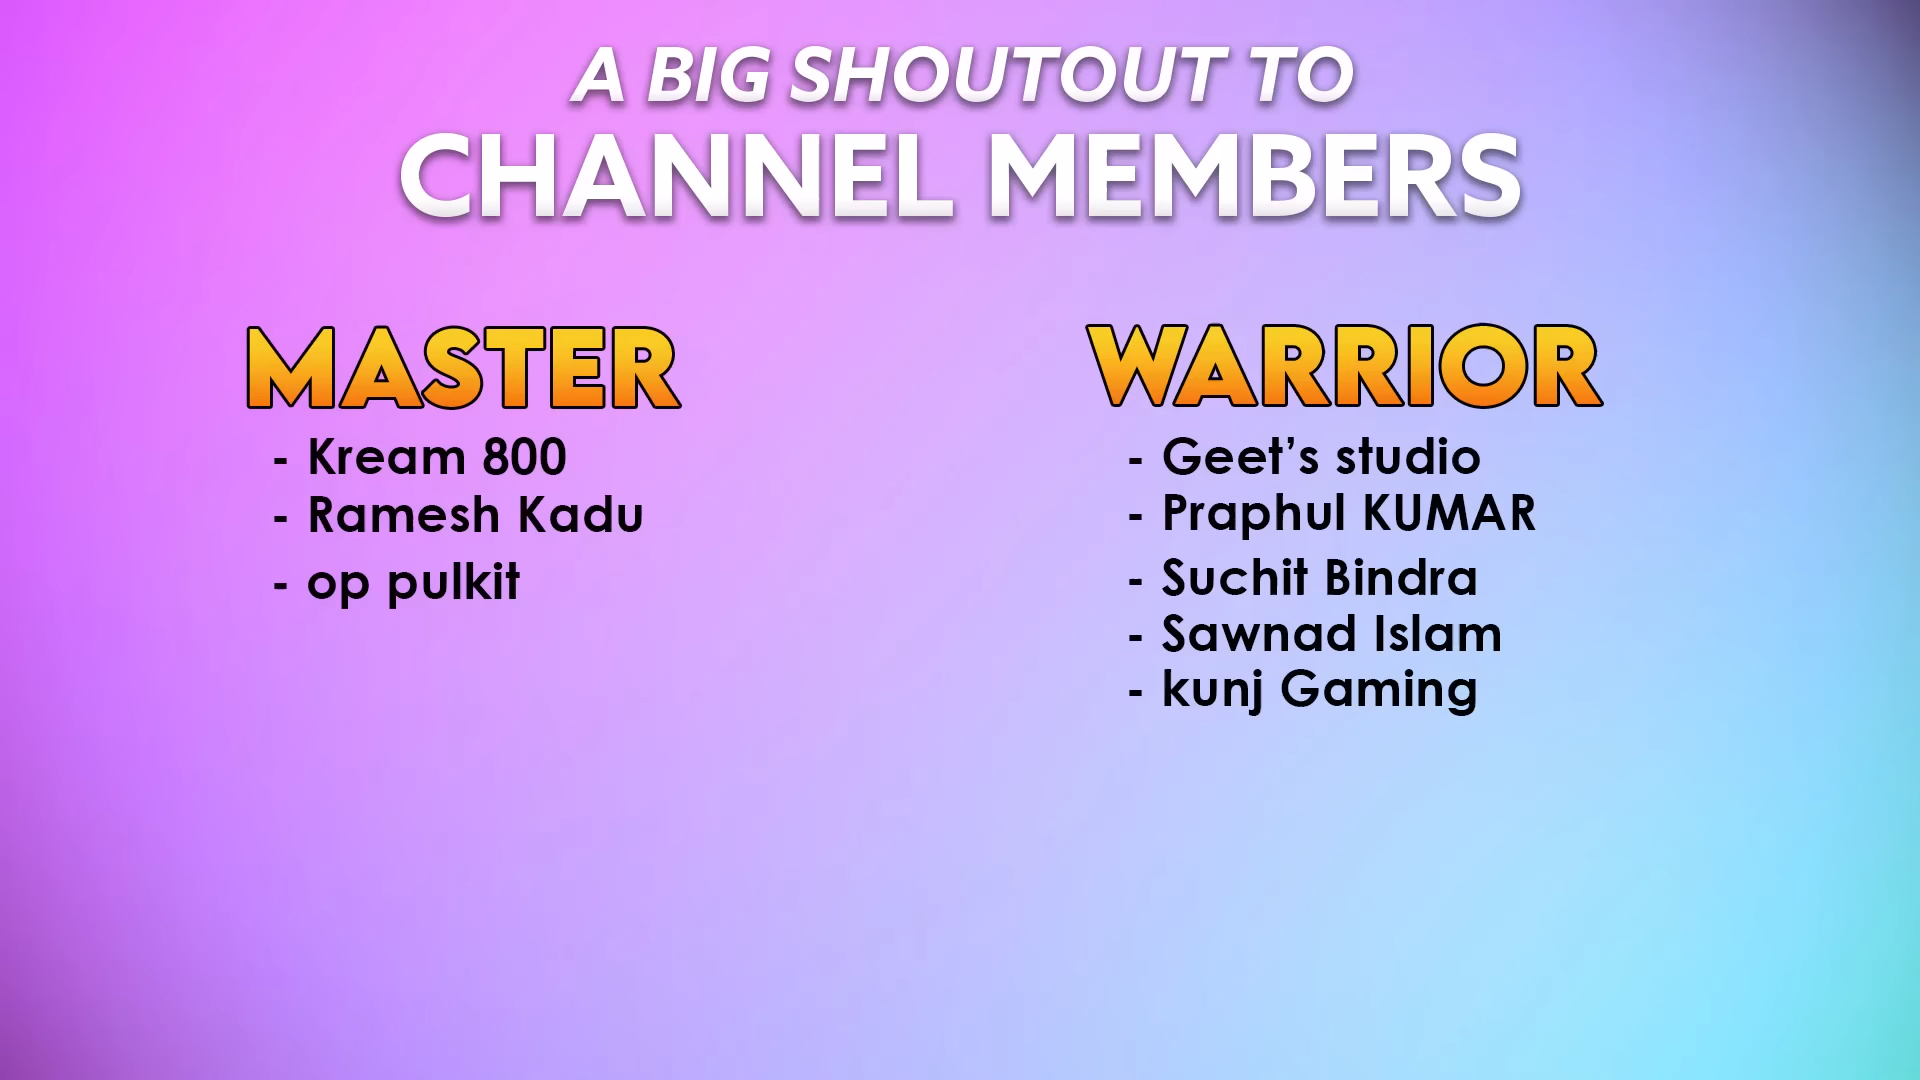 A BIG SHOUTOUT TO
CHANNEL MEMBERS
MASTER
- Kream 800
- Ramesh Kadu
- op pulkit
WARRIOR
- Geet’s studio
- Praphul KUMAR
- Suchit Bindra
- Sawnad Islam
- kunj Gaming